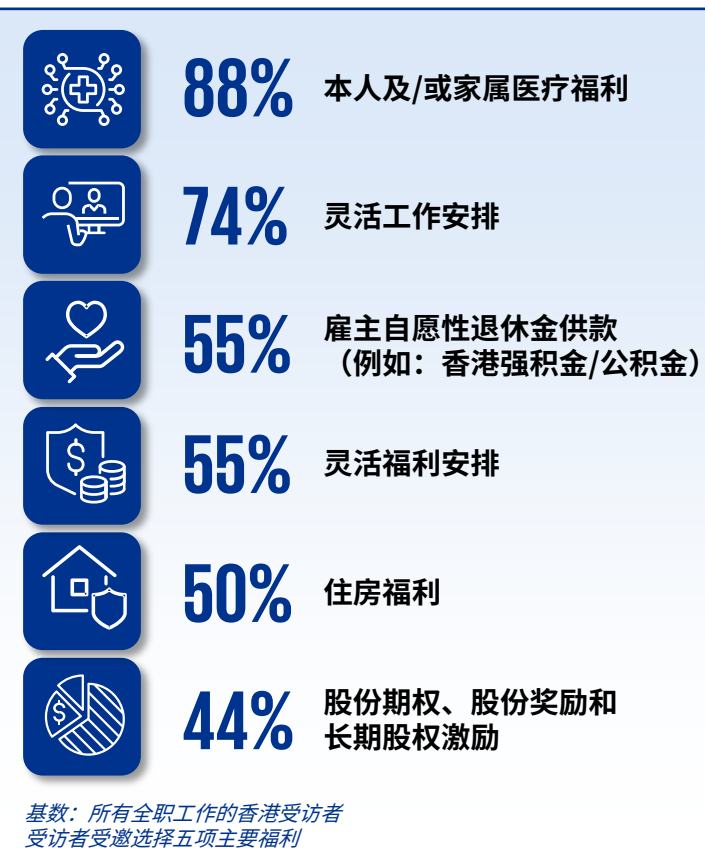 88%
本人及/或家属医疗福利
74%
灵活工作安排
55%
雇主自愿性退休金供款
（例如：香港强积金/公积金）
55%
灵活福利安排
50%
住房福利
44%
股份期权、股份奖励和
长期股权激励
基数：所有全职工作的香港受访者
受访者受邀选择五项主要福利